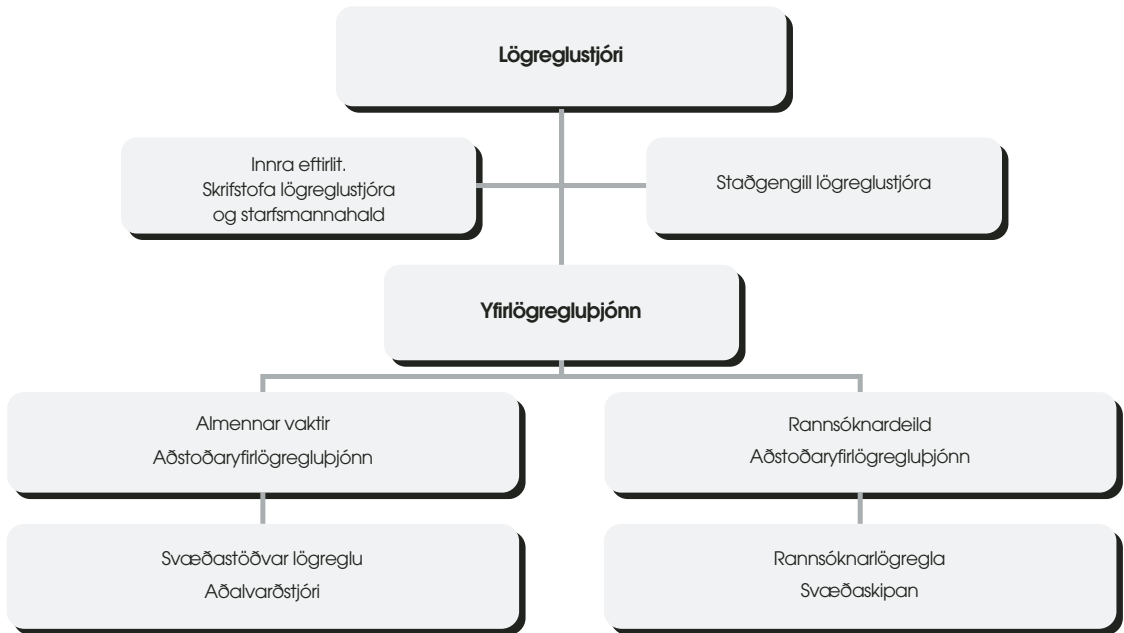 Lögreglustjóri
Innra eftirlit.
Skrifstofa lögreglustjóra
og starfsmannahald
Staðgengill lögreglustjóra
Yfirlögregluþjónn
Almennar vaktir
Aðstoðaryfirlögregluþjónn
Rannsóknardeild
Aðstoðaryfirlögregluþjónn
Svæðastöðvar lögreglu
Aðalvarðstjóri
Rannsóknarlögregla
Svæðaskipan